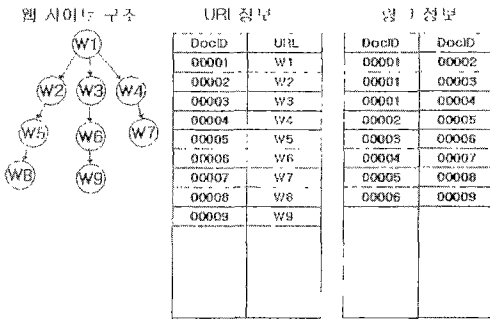 웹 사이트 구조
URL 정보
링크 정보
W1
W2 W3 W4
W5 W6 W7
W8 W9
DocID URL
00001 W1
00002 W2
00003 W3
00004 W4
00005 W5
00006 W6
00007 W7
00008 W8
00009 W9
DocID DocID
00001 00002
00001 00003
00001 00004
00002 00005
00003 00006
00004 00007
00005 00008
00006 00009